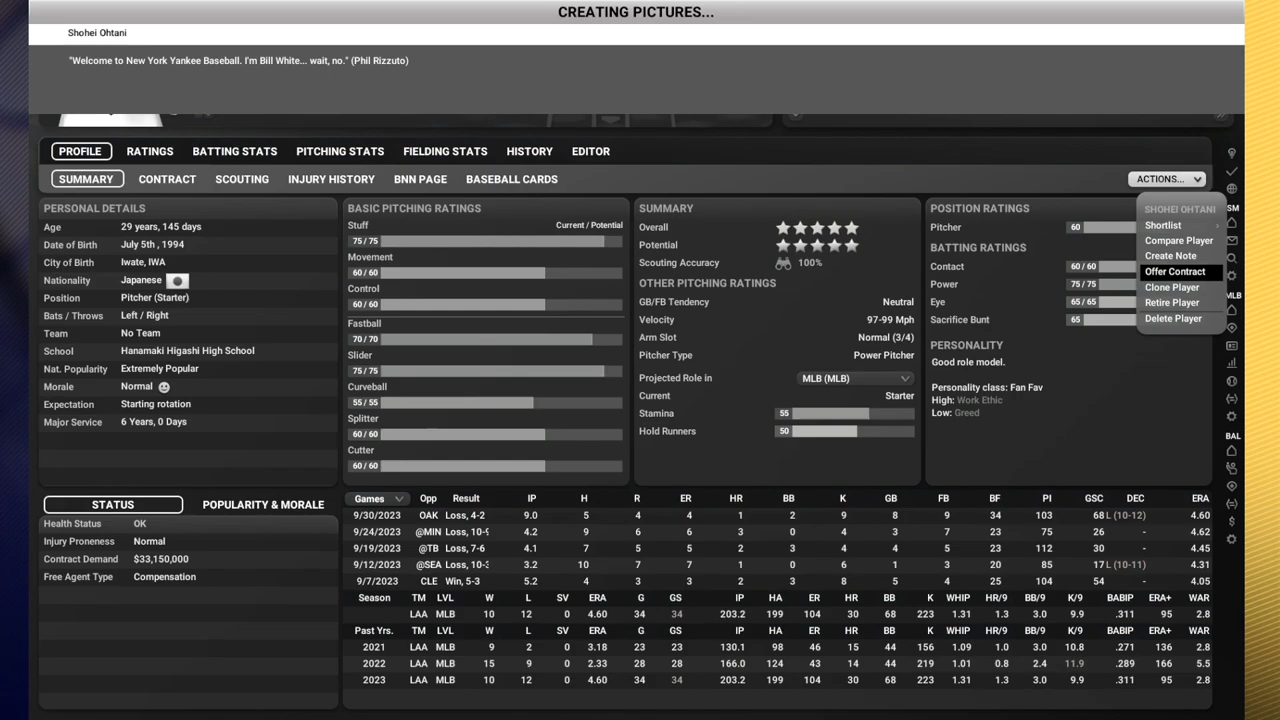 CREATING PICTURES...
Shohei Ohtani
"Welcome to New York Yankee Baseball. I'm Bill White... wait, no." (Phil Rizzuto)
PROFILE RATINGS BATTING STATS PITCHING STATS FIELDING STATS HISTORY EDITOR
SUMMARY CONTRACT SCOUTING INJURY HISTORY BNN PAGE BASEBALL CARDS ACTIONS...
PERSONAL DETAILS
Age 29 years, 145 days
Date of Birth July 5th , 1994
City of Birth Iwate, IWA
Nationality Japanese
Position Pitcher (Starter)
Bats / Throws Left / Right
Team No Team
School Hanamaki Higashi High School
Nat. Popularity Extremely Popular
Morale Normal
Expectation Starting rotation
Major Service 6 Years, 0 Days
BASIC PITCHING RATINGS
Stuff Current / Potential
75 / 75
Movement
60 / 60
Control
60 / 60
Fastball
70 / 70
Slider
75 / 75
Curveball
55 / 55
Splitter
60 / 60
Cutter
60 / 60
SUMMARY
Overall
Potential
Scouting Accuracy 100%
OTHER PITCHING RATINGS
GB/FB Tendency Neutral
Velocity 97-99 Mph
Arm Slot Normal (3/4)
Pitcher Type Power Pitcher
Projected Role in MLB (MLB)
Current Starter
Stamina 55
Hold Runners 50
POSITION RATINGS
Pitcher 60
BATTING RATINGS
Contact 60 / 60
Power 75 / 75
Eye 65 / 65
Sacrifice Bunt 65
PERSONALITY
Good role model.
Personality class: Fan Fav
High: Work Ethic
Low: Greed
SHOHEI OHTANI
Shortlist
Compare Player
Create Note
Offer Contract
Clone Player
Retire Player
Delete Player
SM
MLB
BAL
STATUS POPULARITY & MORALE
Health Status OK
Injury Proneness Normal
Contract Demand $33,150,000
Free Agent Type Compensation
Games Opp Result IP H R ER HR BB K GB FB BF PI GSC DEC ERA
9/30/2023 OAK Loss, 4-2 9.0 5 4 4 1 2 9 8 9 34 103 68 L (10-12) 4.60
9/24/2023 @MIN Loss, 10-9 4.2 9 6 6 3 0 4 3 7 23 75 26 - 4.62
9/19/2023 @TB Loss, 7-6 4.1 7 5 5 2 3 4 4 5 23 112 30 - 4.45
9/12/2023 @SEA Loss, 10-3 3.2 10 7 7 1 0 6 1 3 20 85 17 L (10-11) 4.31
9/7/2023 CLE Win, 5-3 5.2 4 3 3 2 3 8 5 4 25 104 54 - 4.05
Season TM LVL W L SV ERA G GS IP HA ER HR BB K WHIP HR/9 BB/9 K/9 BABIP ERA+ WAR
LAA MLB 10 12 0 4.60 34 34 203.2 199 104 30 68 223 1.31 1.3 3.0 9.9 .311 95 2.8
Past Yrs. TM LVL W L SV ERA G GS IP HA ER HR BB K WHIP HR/9 BB/9 K/9 BABIP ERA+ WAR
2021 LAA MLB 9 2 0 3.18 23 23 130.1 98 46 15 44 156 1.09 1.0 3.0 10.8 .271 136 2.8
2022 LAA MLB 15 9 0 2.33 28 28 166.0 124 43 14 44 219 1.01 0.8 2.4 11.9 .289 166 5.5
2023 LAA MLB 10 12 0 4.60 34 34 203.2 199 104 30 68 223 1.31 1.3 3.0 9.9 .311 95 2.8